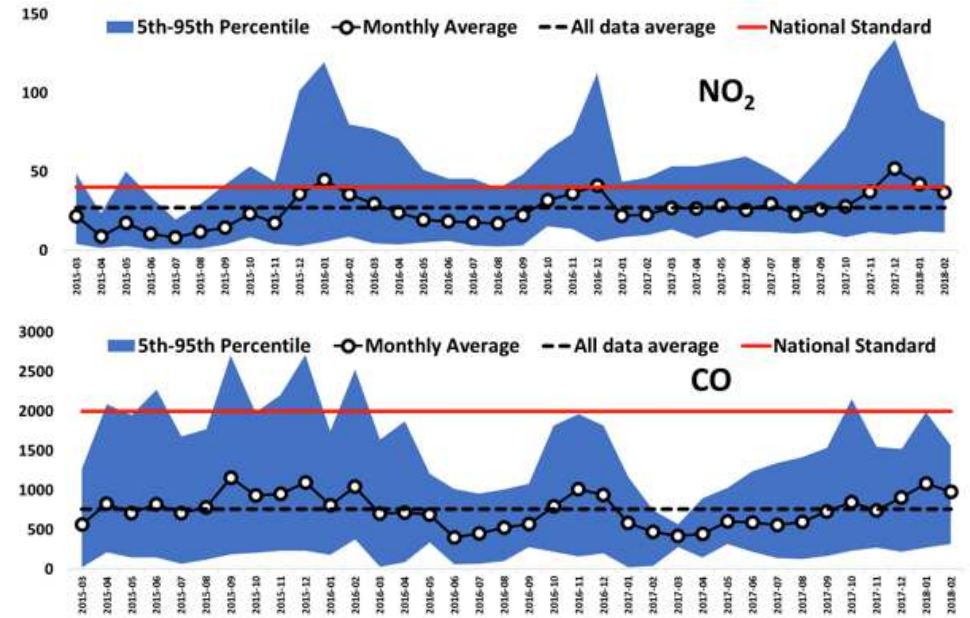 150
5th-95th Percentile Monthly Average All data average National Standard
NO₂
100
50
0
2015-03 2015-04 2015-05 2015-06 2015-07 2015-08 2015-09 2015-10 2015-11 2015-12 2016-01 2016-02 2016-03 2016-04 2016-05 2016-06 2016-07 2016-08 2016-09 2016-10 2016-11 2016-12 2017-01 2017-02 2017-03 2017-04 2017-05 2017-06 2017-07 2017-08 2017-09 2017-10 2017-11 2017-12 2018-01 2018-02
3000
5th-95th Percentile Monthly Average All data average National Standard
CO
2500
2000
1500
1000
500
0
2015-03 2015-04 2015-05 2015-06 2015-07 2015-08 2015-09 2015-10 2015-11 2015-12 2016-01 2016-02 2016-03 2016-04 2016-05 2016-06 2016-07 2016-08 2016-09 2016-10 2016-11 2016-12 2017-01 2017-02 2017-03 2017-04 2017-05 2017-06 2017-07 2017-08 2017-09 2017-10 2017-11 2017-12 2018-01 2018-02